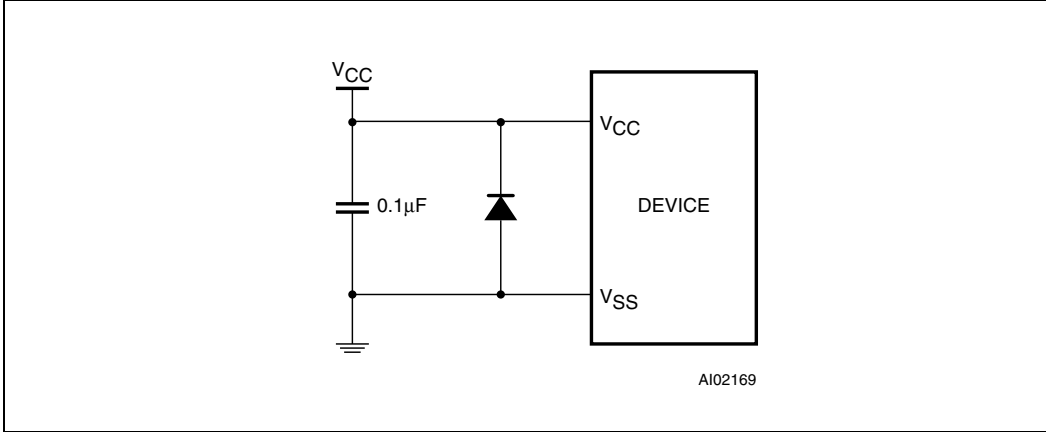 VCC
VCC
0.1μF
DEVICE
VSS
AI02169